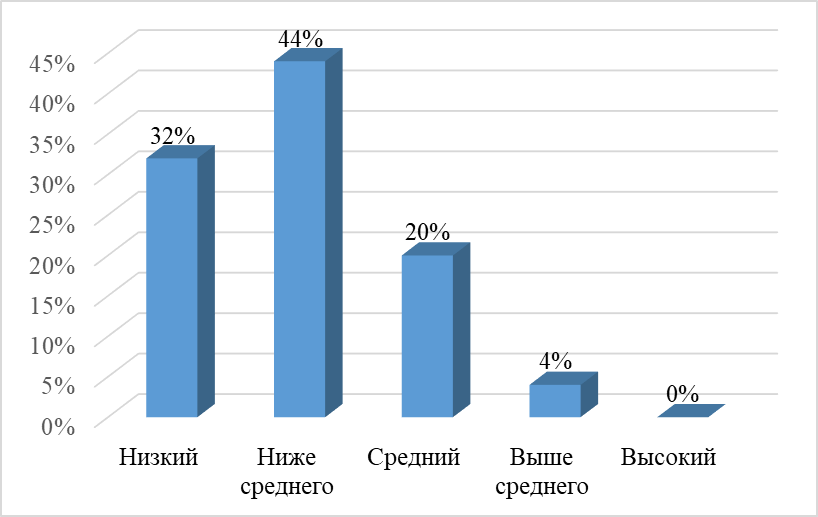 44%
45%
40%
32%
35%
30%
25%
20%
20%
15%
10%
4%
5%
0%
0%
Низкий
Ниже
среднего
Средний
Выше
среднего
Высокий